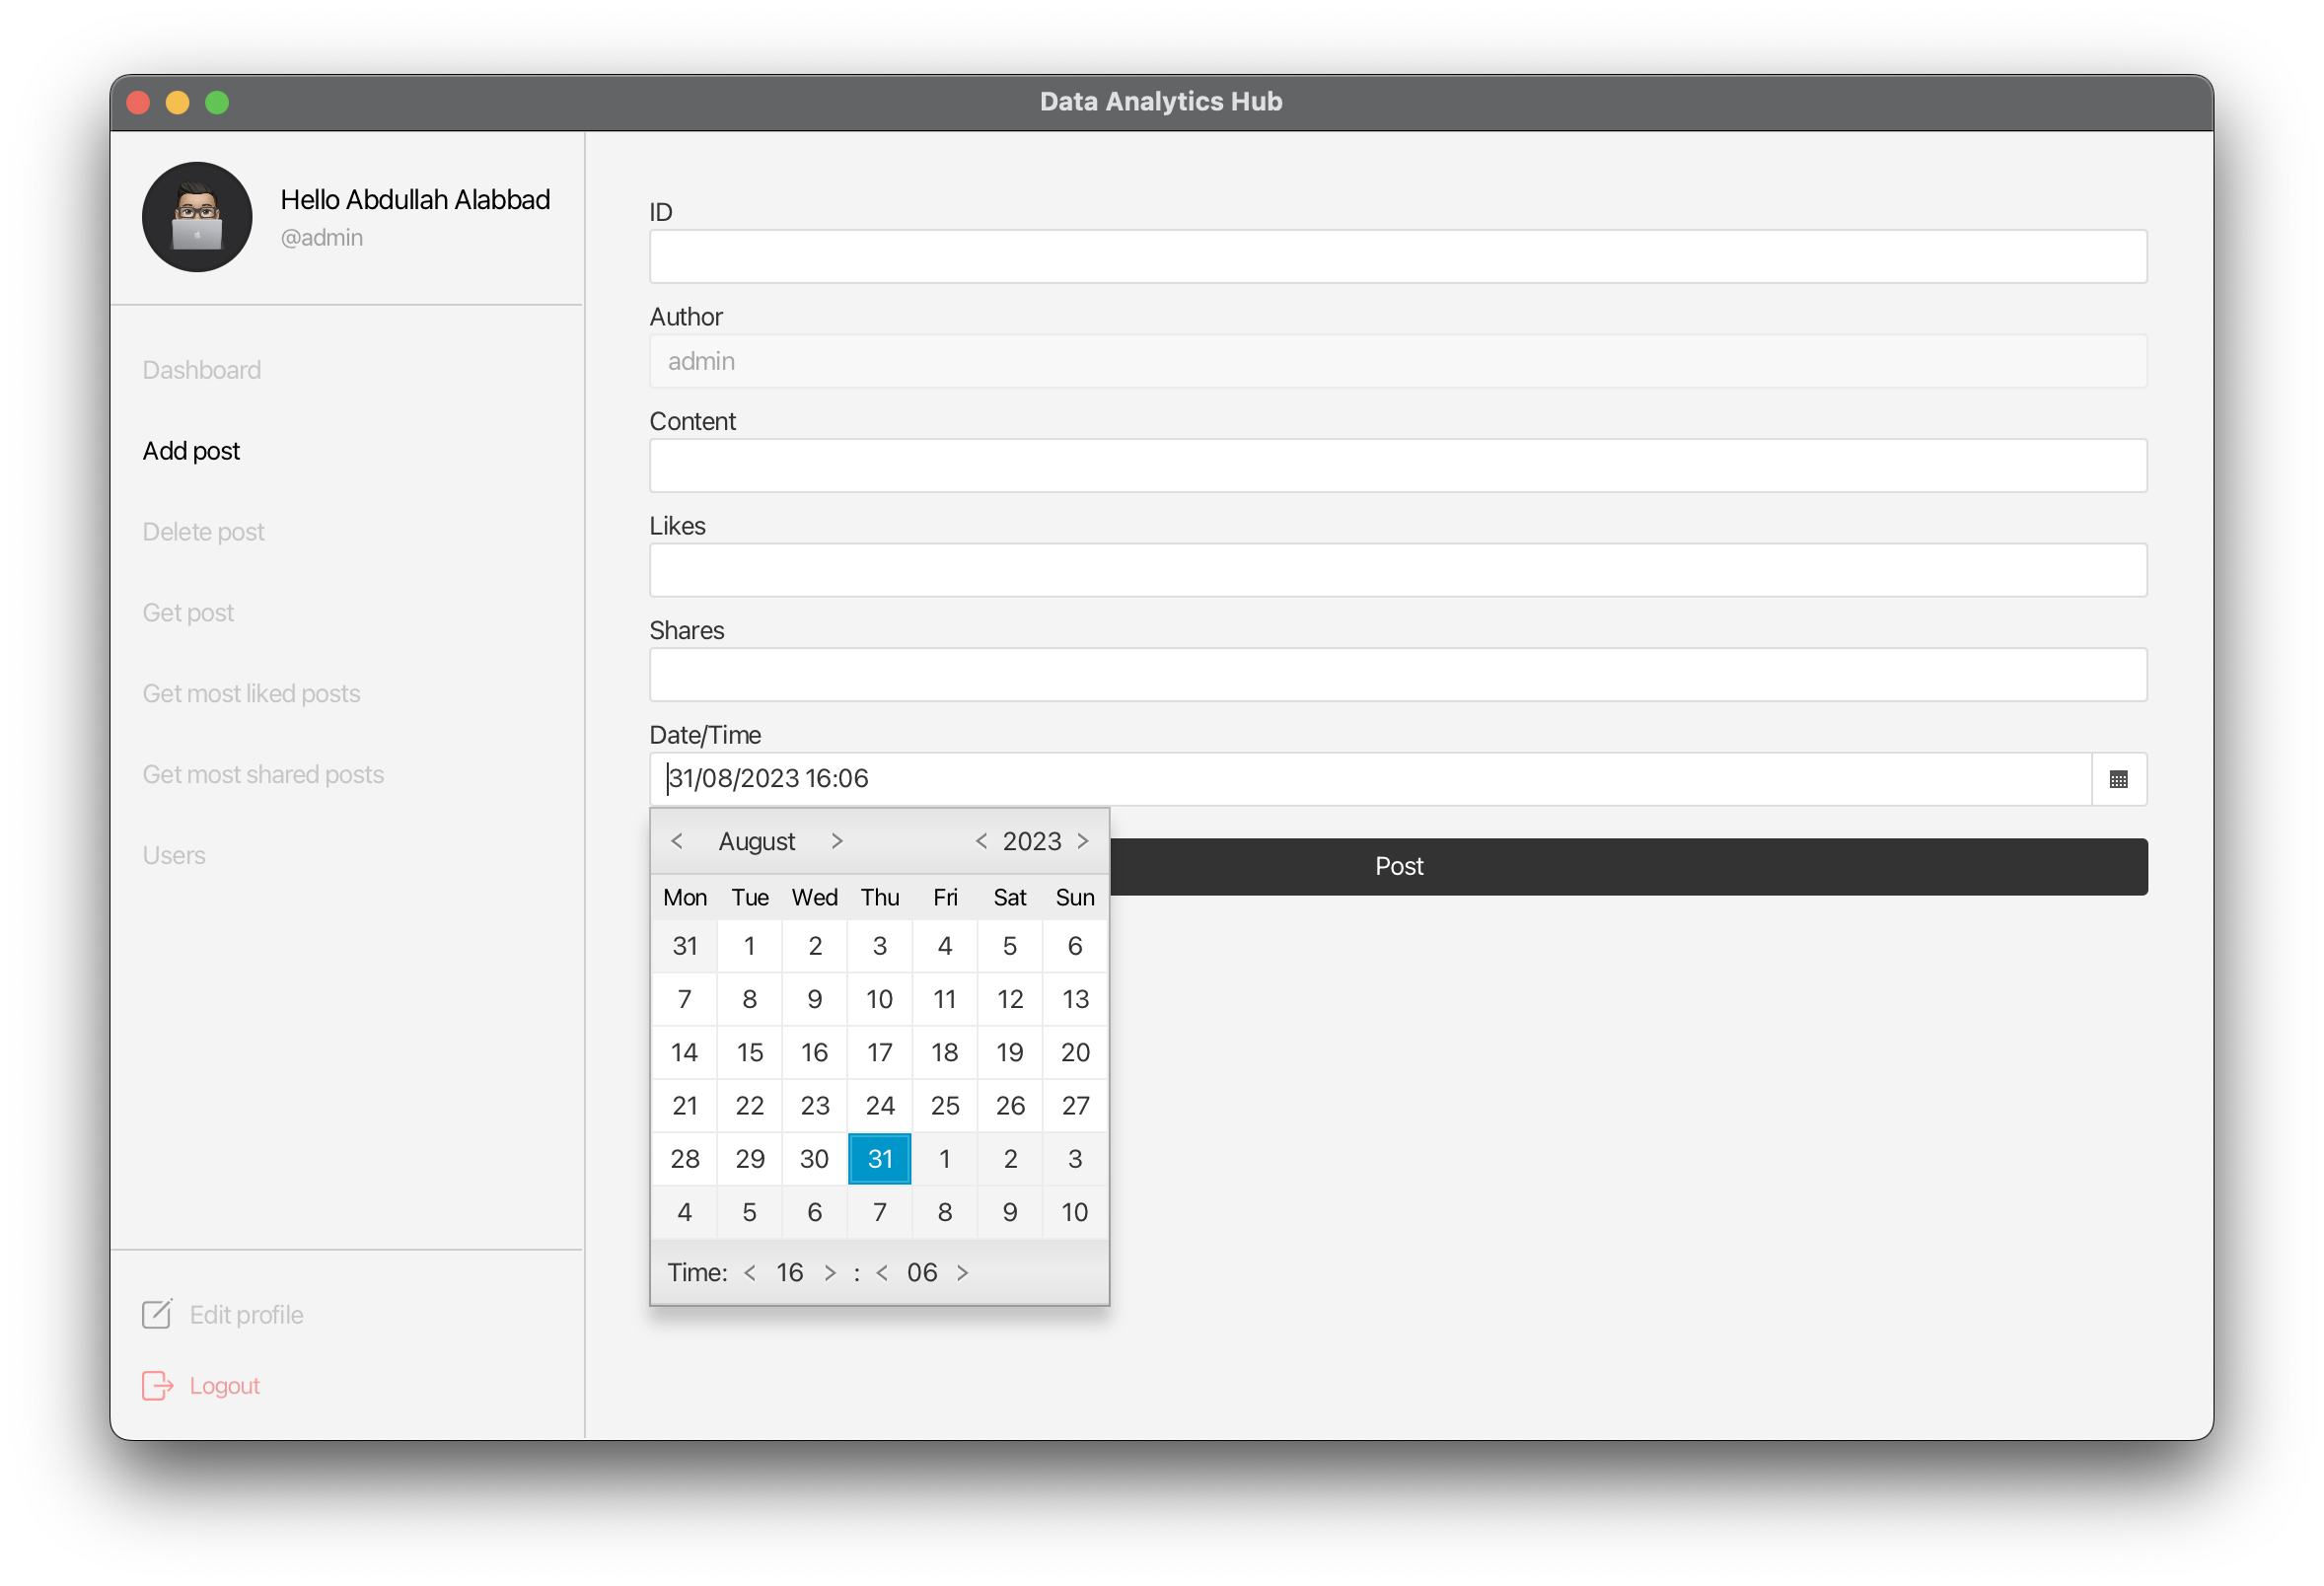 Data Analytics Hub
Hello Abdullah Alabbad
@admin
Dashboard
Add post
Delete post
Get post
Get most liked posts
Get most shared posts
Users
Edit profile
Logout
ID
Author
admin
Content
Likes
Shares
Date/Time
31/08/2023 16:06
< August > < 2023 >
Mon Tue Wed Thu Fri Sat Sun
31 1 2 3 4 5 6
7 8 9 10 11 12 13
14 15 16 17 18 19 20
21 22 23 24 25 26 27
28 29 30 31 1 2 3
4 5 6 7 8 9 10
Time: < 16 > : < 06 >
Post